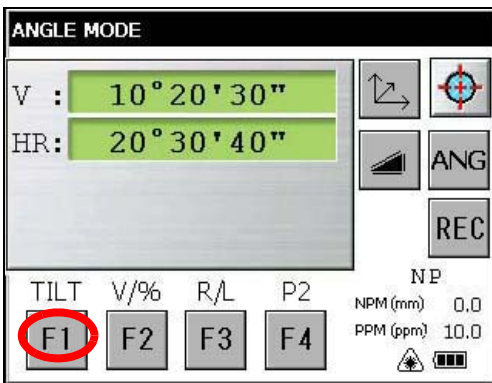 ANGLE MODE
V : 10°20'30"
HR: 20°30'40"
ANG
REC
TILT V/% R/L P2
F1 F2 F3 F4
NP
NPM (mm) 0.0
PPM (ppm) 10.0